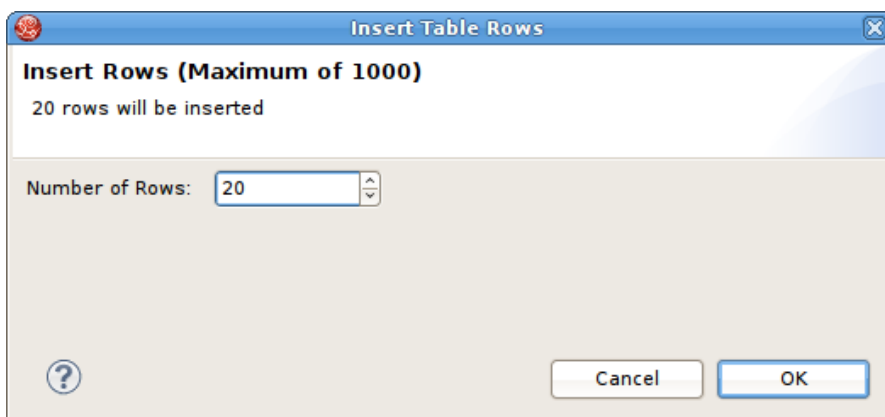 Insert Table Rows
Insert Rows (Maximum of 1000)
20 rows will be inserted
Number of Rows: 20
?
Cancel OK